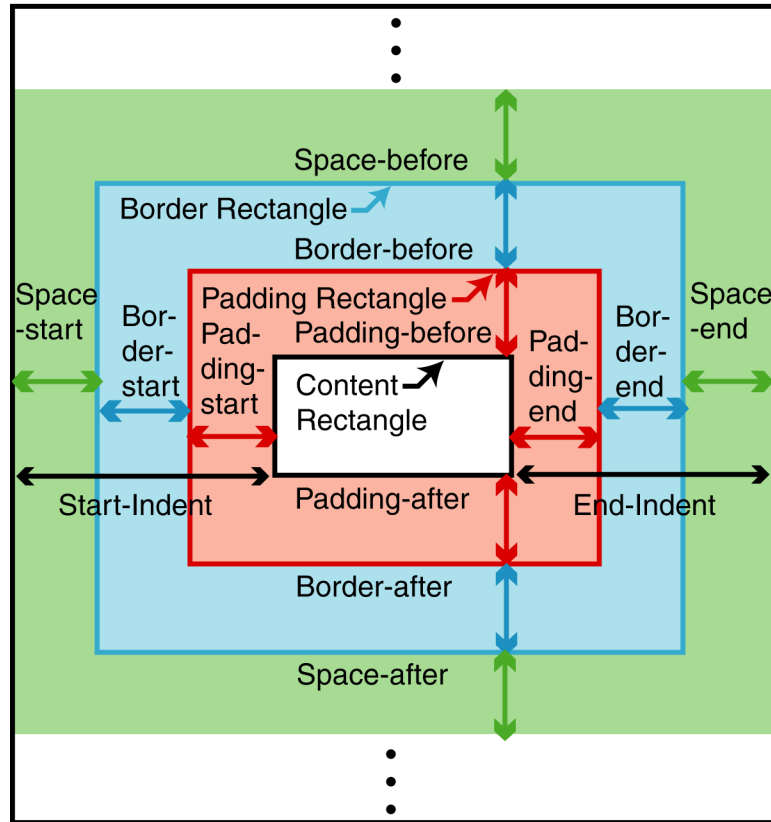 Space-before
Border Rectangle
Border-before
Space
-start
Padding Rectangle
Space
-end
Bor-
der-
start
Pad-
ding-
start
Padding-before
Pad-
ding-
end
Bor-
der-
end
Content
Rectangle
Start-Indent
Padding-after
End-Indent
Border-after
Space-after